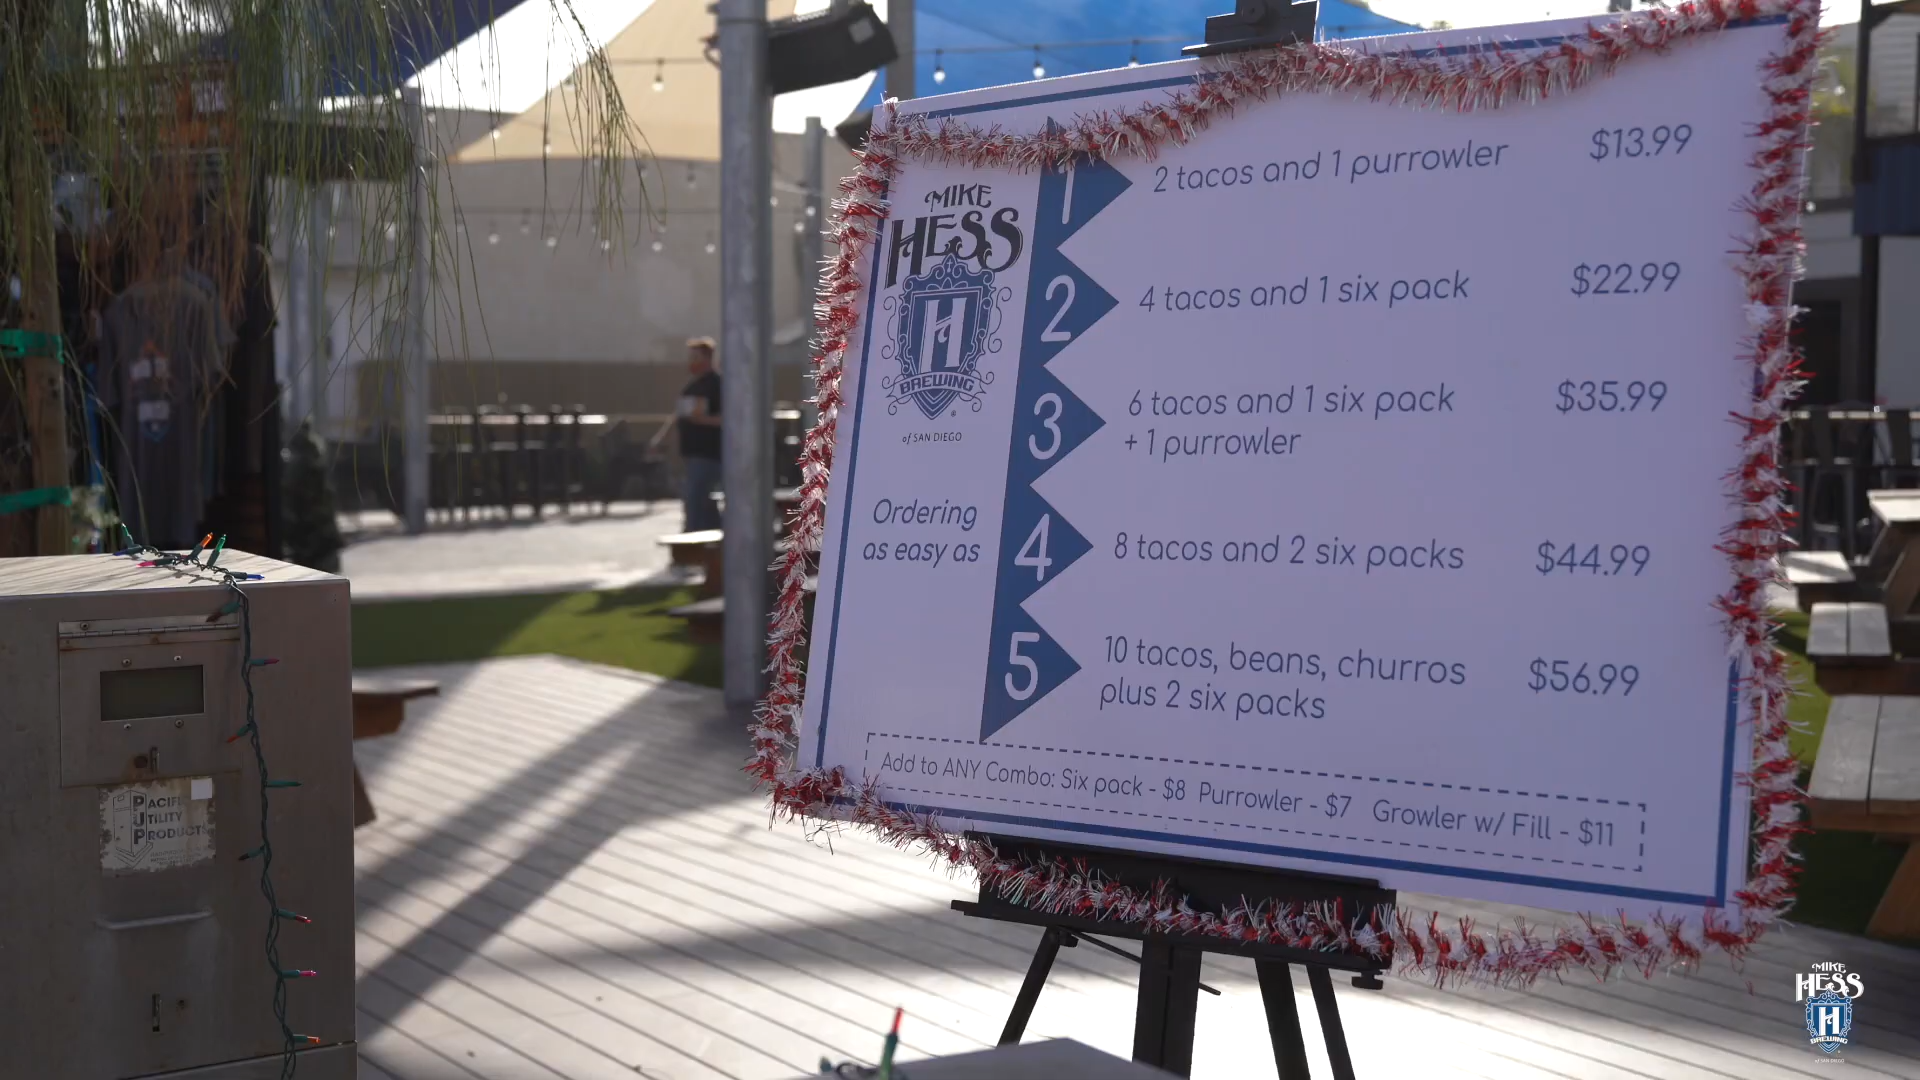 MIKE
HESS
H
BREWING
of SAN DIEGO
Ordering
as easy as
1
2 tacos and 1 purrowler $13.99
2
4 tacos and 1 six pack $22.99
3
6 tacos and 1 six pack $35.99
+ 1 purrowler
4
8 tacos and 2 six packs $44.99
5
10 tacos, beans, churros $56.99
plus 2 six packs
Add to ANY Combo: Six pack - $8 Purrowler - $7 Growler w/ Fill - $11
PACIFIC
UTILITY
PRODUCTS
MIKE
HESS
H
BREWING
of SAN DIEGO